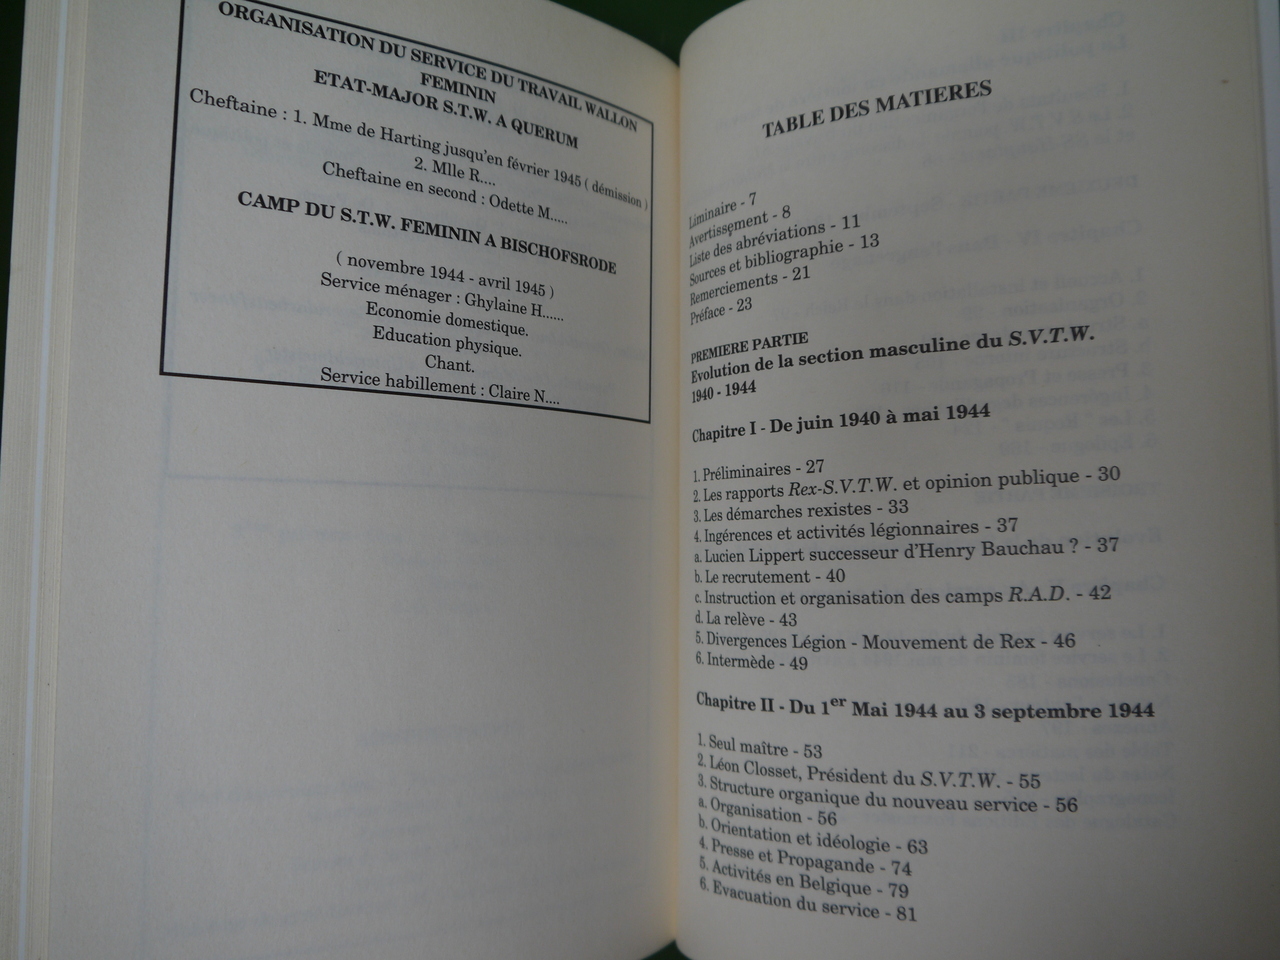 ORGANISATION DU SERVICE DU TRAVAIL WALLON
FEMININ
ETAT-MAJOR S.T.W. A QUERUM
Cheftaine : 1. Mme de Harting jusqu'en février 1945 ( démission )
2. Mlle R....
Cheftaine en second : Odette M.....
CAMP DU S.T.W. FEMININ A BISCHOFSRODE
( novembre 1944 - avril 1945 )
Service ménager : Ghylaine H......
Economie domestique.
Education physique.
Chant.
Service habillement : Claire N....
TABLE DES MATIERES
Liminaire - 7
Avertissement - 8
Liste des abréviations - 11
Sources et bibliographie - 13
Remerciements - 21
Préface - 23
PREMIERE PARTIE
Evolution de la section masculine du S.V.T.W.
1940 - 1944
Chapitre I - De juin 1940 à mai 1944
1. Préliminaires - 27
2. Les rapports Rex-S.V.T.W. et opinion publique - 30
3. Les démarches rexistes - 33
4. Ingérences et activités légionnaires - 37
a. Lucien Lippert successeur d'Henry Bauchau ? - 37
b. Le recrutement - 40
c. Instruction et organisation des camps R.A.D. - 42
d. La relève - 43
5. Divergences Légion - Mouvement de Rex - 46
6. Intermède - 49
Chapitre II - Du 1er Mai 1944 au 3 septembre 1944
1. Seul maître - 53
2. Léon Closset, Président du S.V.T.W. - 55
3. Structure organique du nouveau service - 56
a. Organisation - 56
b. Orientation et idéologie - 63
4. Presse et Propagande - 74
5. Activités en Belgique - 79
6. Evacuation du service - 81